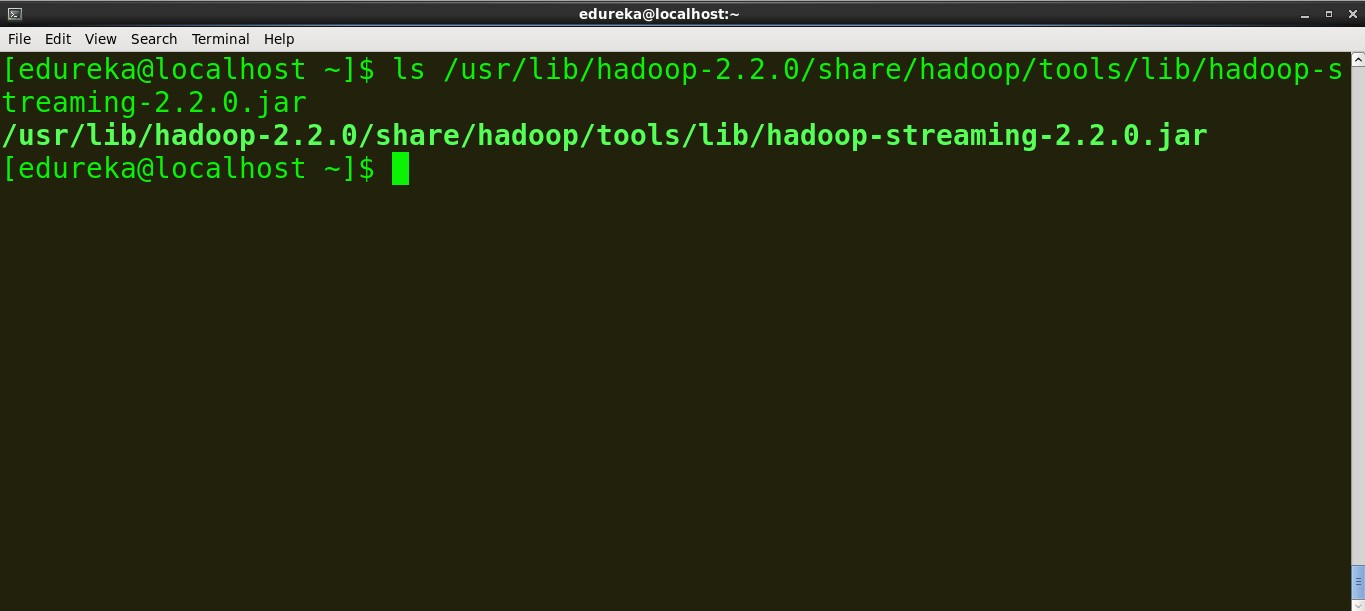 edureka@localhost:~
File Edit View Search Terminal Help
[edureka@localhost ~]$ ls /usr/lib/hadoop-2.2.0/share/hadoop/tools/lib/hadoop-s
treaming-2.2.0.jar
/usr/lib/hadoop-2.2.0/share/hadoop/tools/lib/hadoop-streaming-2.2.0.jar
[edureka@localhost ~]$